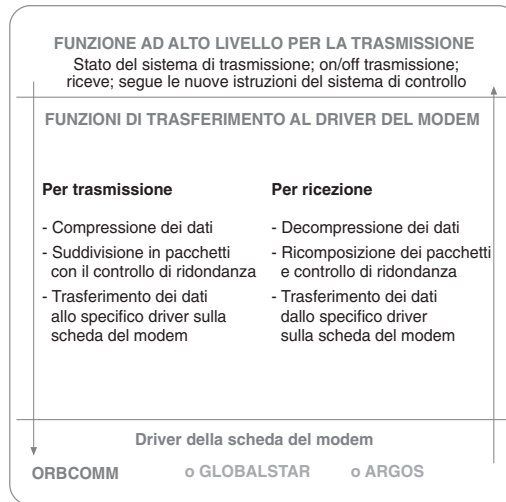 FUNZIONE AD ALTO LIVELLO PER LA TRASMISSIONE
Stato del sistema di trasmissione; on/off trasmissione;
riceve; segue le nuove istruzioni del sistema di controllo
FUNZIONI DI TRASFERIMENTO AL DRIVER DEL MODEM
Per trasmissione
- Compressione dei dati
- Suddivisione in pacchetti
con il controllo di ridondanza
- Trasferimento dei dati
allo specifico driver sulla
scheda del modem
Per ricezione
- Decompressione dei dati
- Ricomposizione dei pacchetti
e controllo di ridondanza
- Trasferimento dei dati
dallo specifico driver
sulla scheda del modem
Driver della scheda del modem
ORBCOMM o GLOBALSTAR o ARGOS